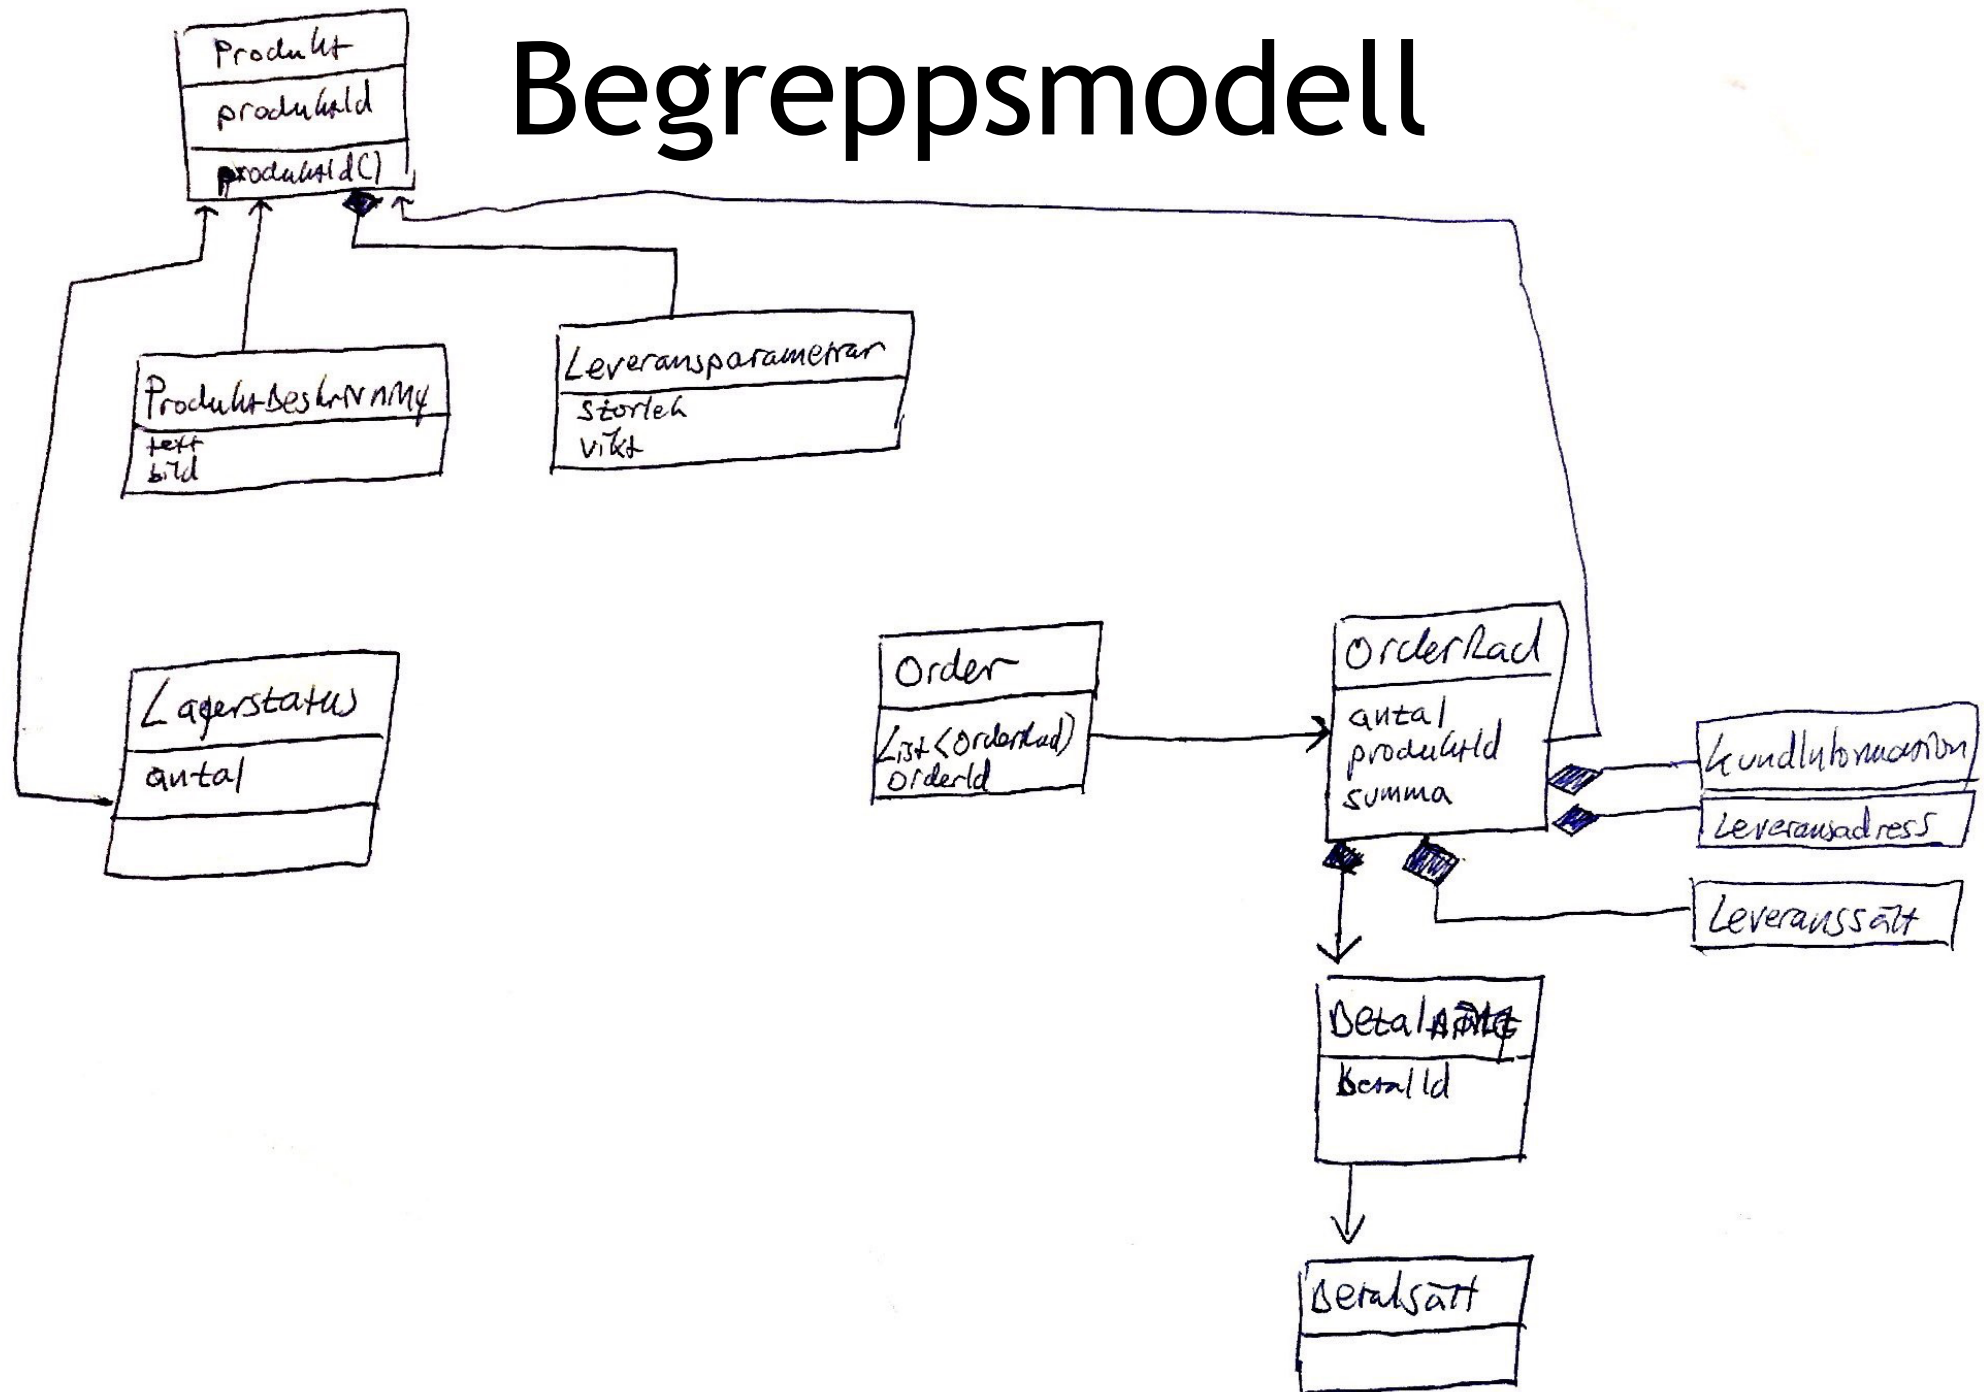 Begreppsmodell
Produkt
produktId
produktId()
ProduktBeskrivning
text
bild
Leveransparametrar
storlek
vikt
Lagerstatus
antal
Order
List<OrderRad>
OrderId
OrderRad
antal
produktId
summa
KundInformation
Leveransadress
Leveranssätt
BetalId
Betalsätt